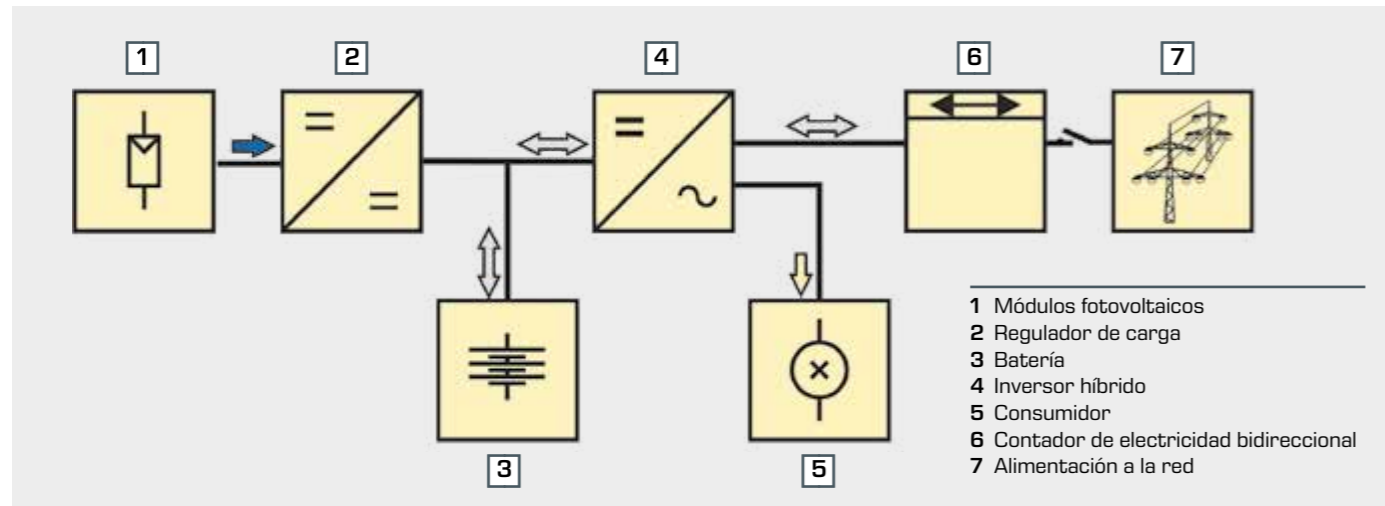 1
2
4
6
7
3
5
1 Módulos fotovoltaicos
2 Regulador de carga
3 Batería
4 Inversor híbrido
5 Consumidor
6 Contador de electricidad bidireccional
7 Alimentación a la red